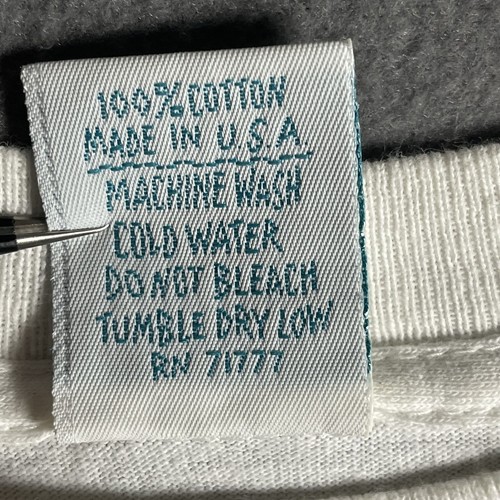 100% COTTON
MADE IN U.S.A.
MACHINE WASH
COLD WATER
DO NOT BLEACH
TUMBLE DRY LOW
RN 71777